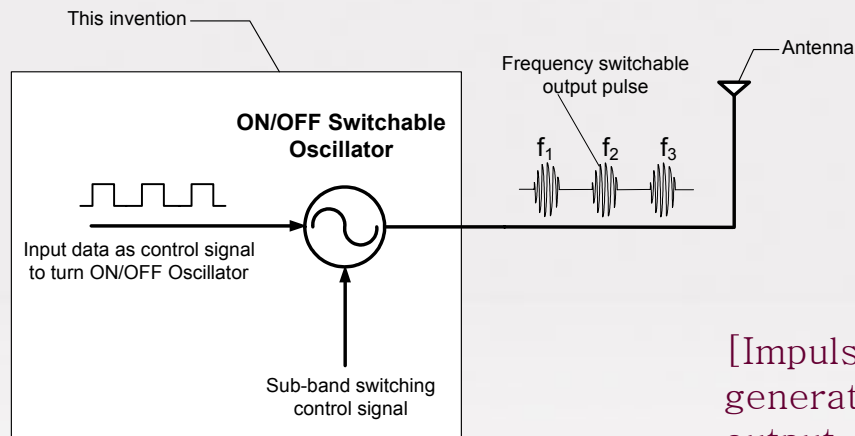 This invention
Antenna
Frequency switchable
output pulse
ON/OFF Switchable
Oscillator
f₁ f₂ f₃
Input data as control signal
to turn ON/OFF Oscillator
Sub-band switching
control signal
[Impuls
generat